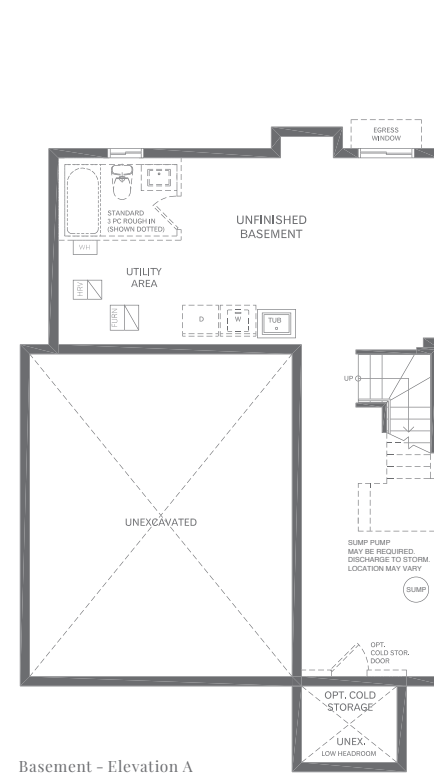 EGRESS
WINDOW
STANDARD
3 PC ROUGH IN
(SHOWN DOTTED)
UNFINISHED
BASEMENT
WH
UTILITY
AREA
HRV
FURN
D
W
TUB
UP
UNEXCAVATED
SUMP PUMP
MAY BE REQUIRED.
DISCHARGE TO STORM.
LOCATION MAY VARY
SUMP
OPT.
COLD STOR.
DOOR
OPT. COLD
STORAGE
UNEX.
LOW HEADROOM
Basement - Elevation A